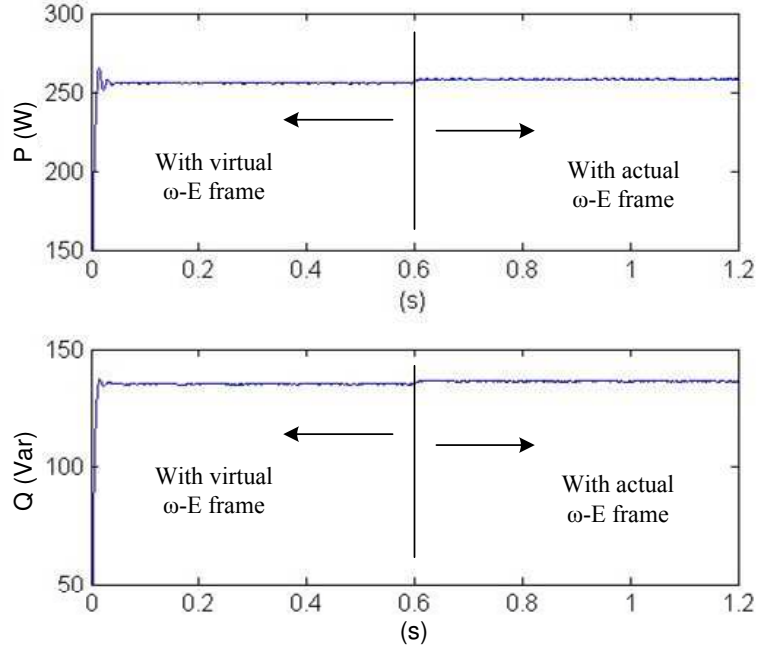 300
250
200
150
P (W)
With virtual
ω-E frame
With actual
ω-E frame
0 0.2 0.4 0.6 0.8 1 1.2
(s)
150
100
50
Q (Var)
With virtual
ω-E frame
With actual
ω-E frame
0 0.2 0.4 0.6 0.8 1 1.2
(s)